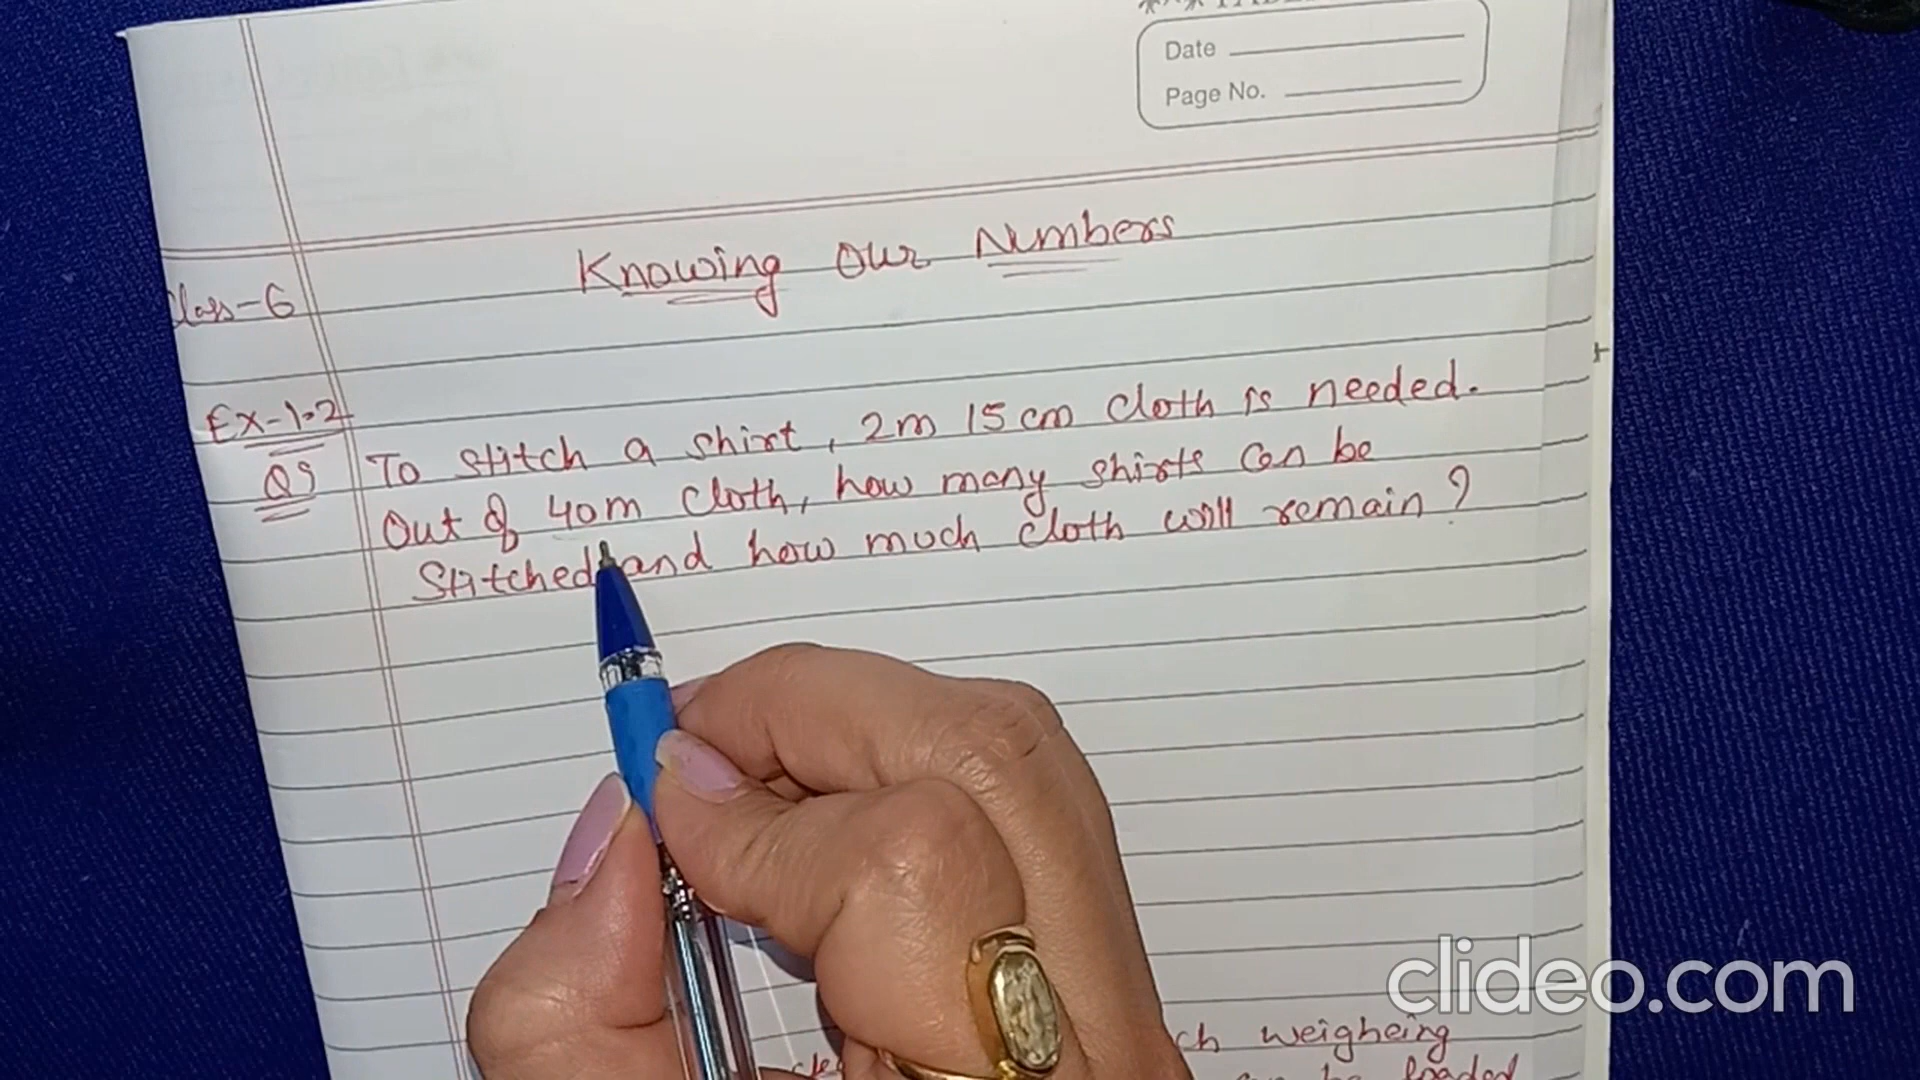 Date
Page No.
Knowing Our Numbers
Class-6
Ex-1.2
Q9 To stitch a shirt, 2m 15cm cloth is needed.
Out of 40m cloth, how many shirts can be
Stitched and how much cloth will remain?
ch weigheing
loaded
clideo.com